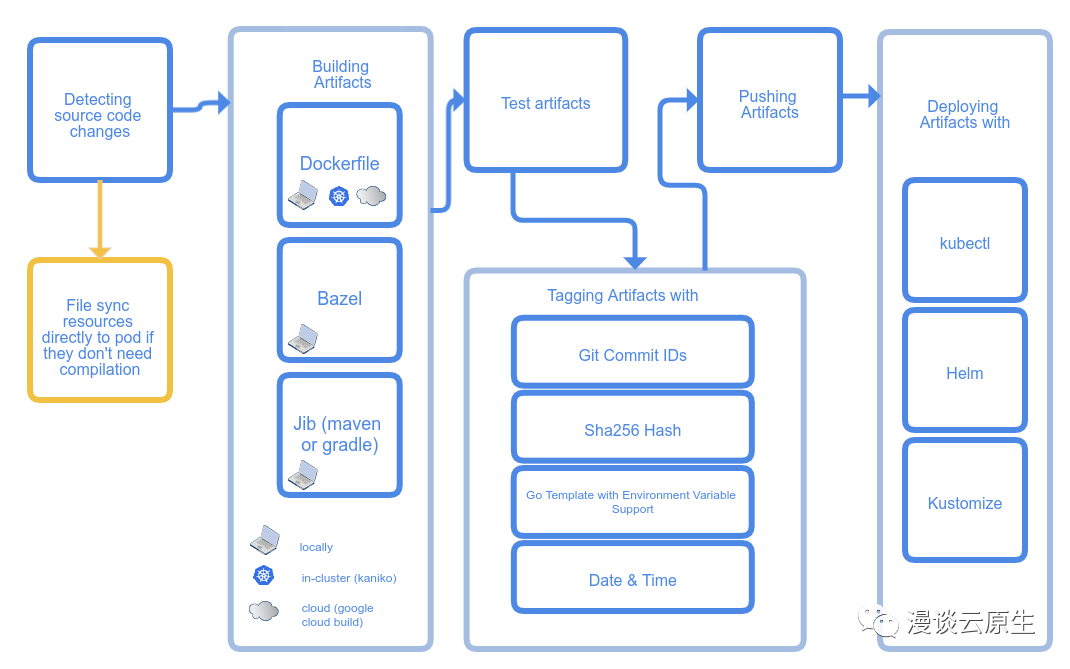 Detecting
source code
changes
File sync
resources
directly to pod if
they don't need
compilation
Building
Artifacts
Dockerfile
Bazel
Jib (maven
or gradle)
locally
in-cluster (kaniko)
cloud (google
cloud build)
Test artifacts
Tagging Artifacts with
Git Commit IDs
Sha256 Hash
Go Template with Environment Variable
Support
Date & Time
Pushing
Artifacts
Deploying
Artifacts with
kubectl
Helm
Kustomize
漫谈云原生